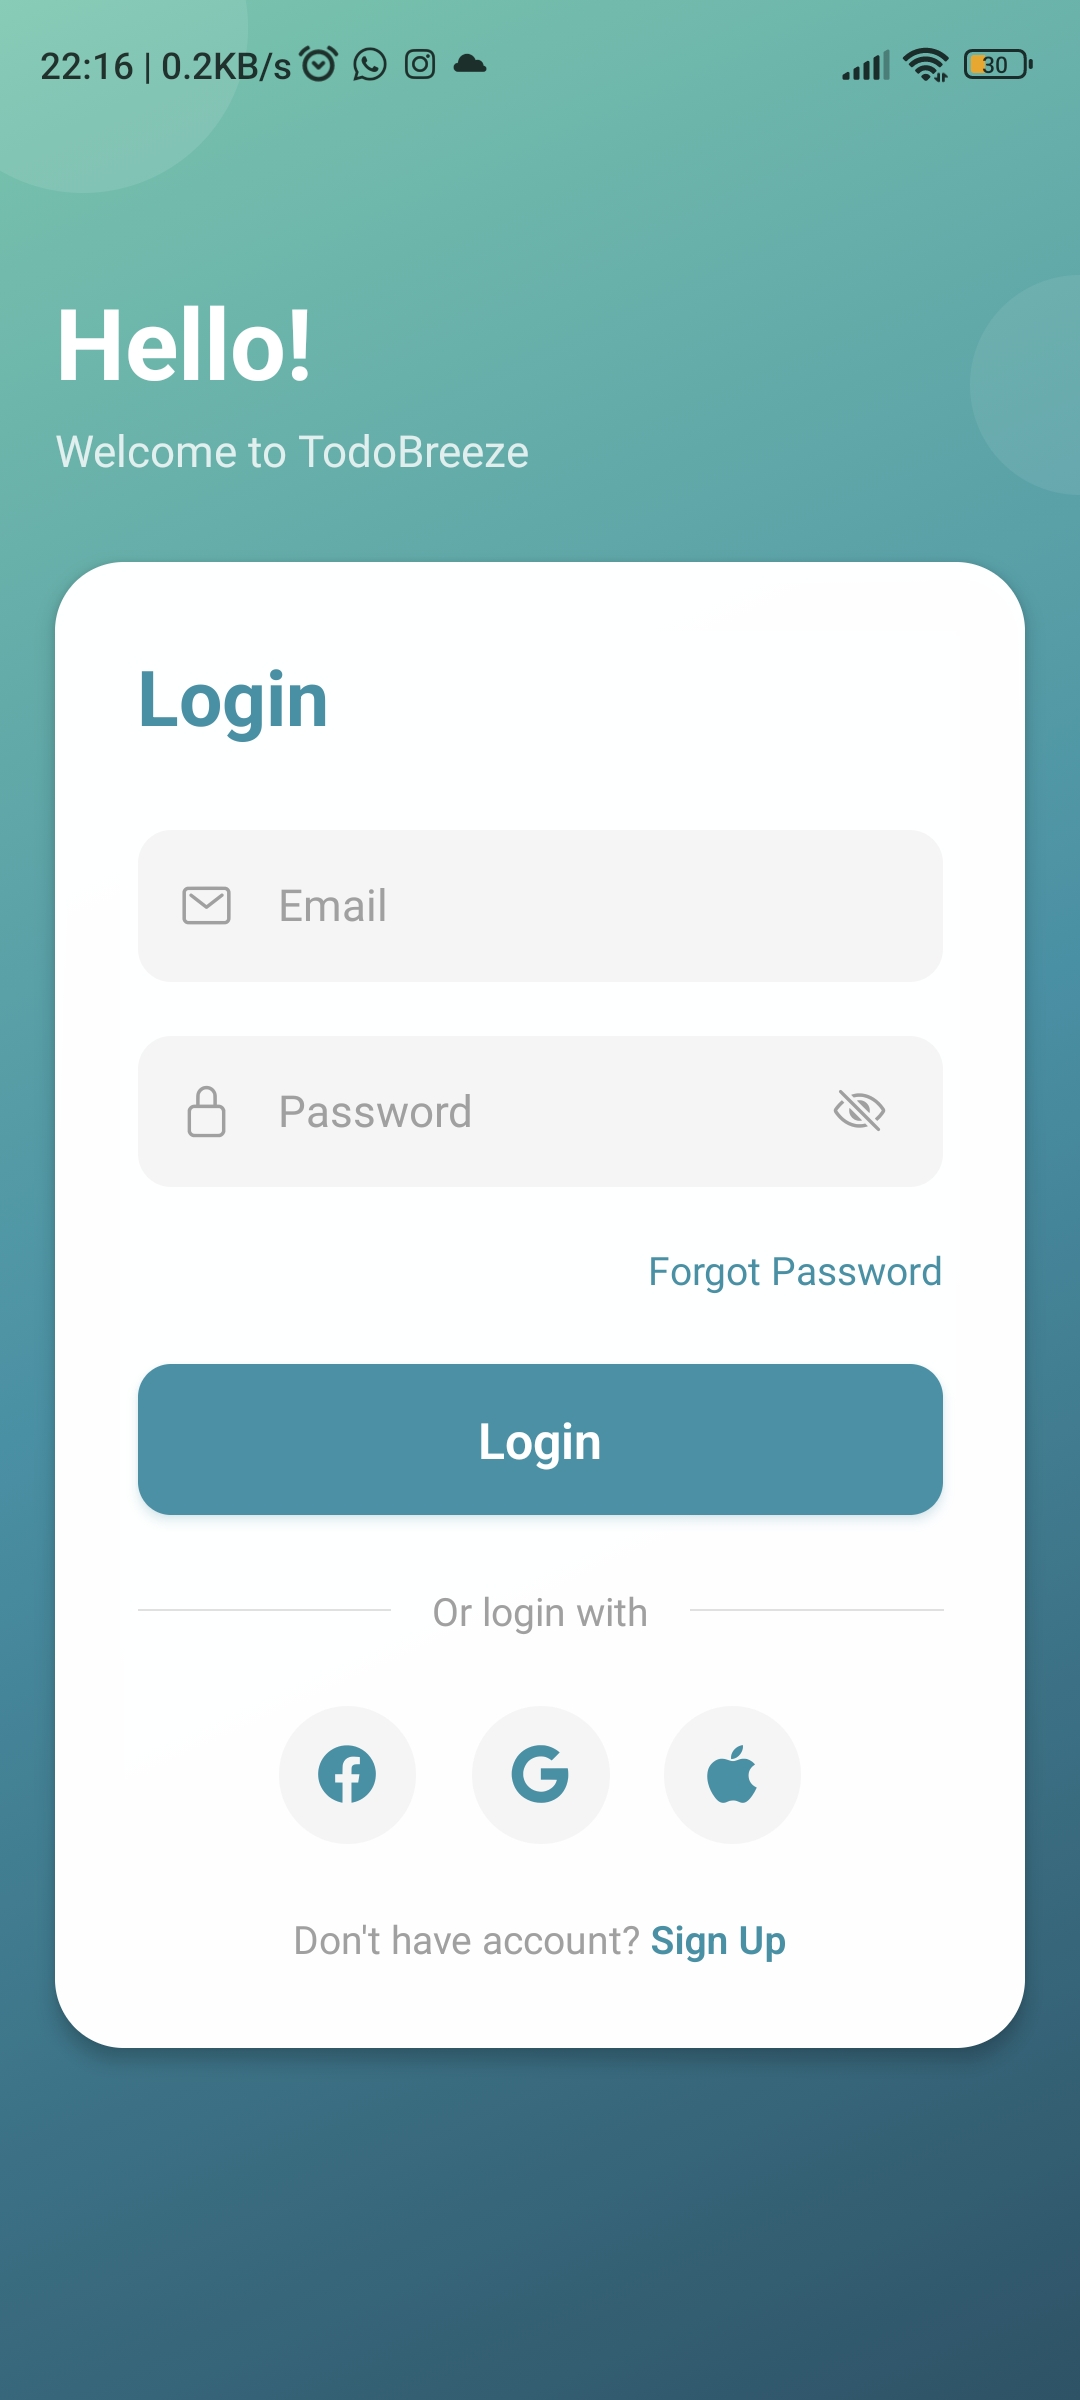 22:16 | 0.2KB/s 30
Hello!
Welcome to TodoBreeze
Login
Email
Password
Forgot Password
Login
Or login with
Don't have account? Sign Up